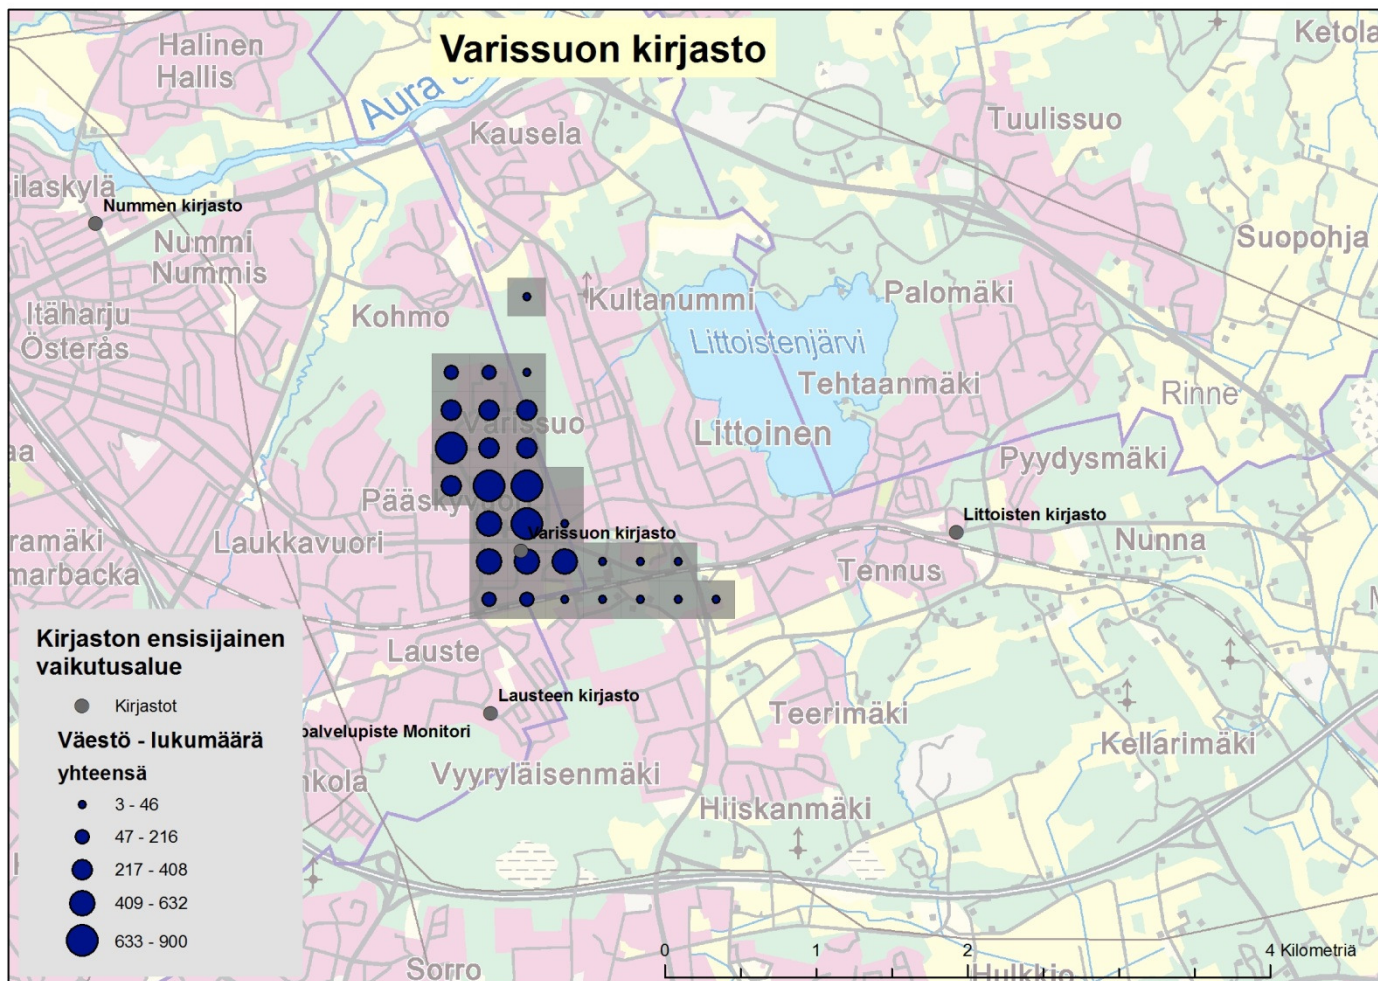 Varissuon kirjasto
Halinen
Hallis
Ketola
Aura
Kausela
Tuulissuo
ilaskylä
Nummen kirjasto
Nummi
Nummis
Suopohja
Kultanummi
Palomäki
Kohmo
Itäharju
Österås
Littoistenjärvi
Tehtaanmäki
Rinne
Varissuo
Littoinen
Pyydysmäki
Pääskyvuori
Littoisten kirjasto
Varissuon kirjasto
Laukkavuori
Nunna
ramäki
marbacka
Tennus
Kirjaston ensisijainen
vaikutusalue
Kirjastot
Väestö - lukumäärä
yhteensä
3 - 46
47 - 216
217 - 408
409 - 632
633 - 900
Lauste
Lausteen kirjasto
palvelupiste Monitori
Teerimäki
Kellarimäki
Vyyryläisenmäki
nkola
Hiiskanmäki
0 1 2 4 Kilometriä
Sorro
Hulkkio